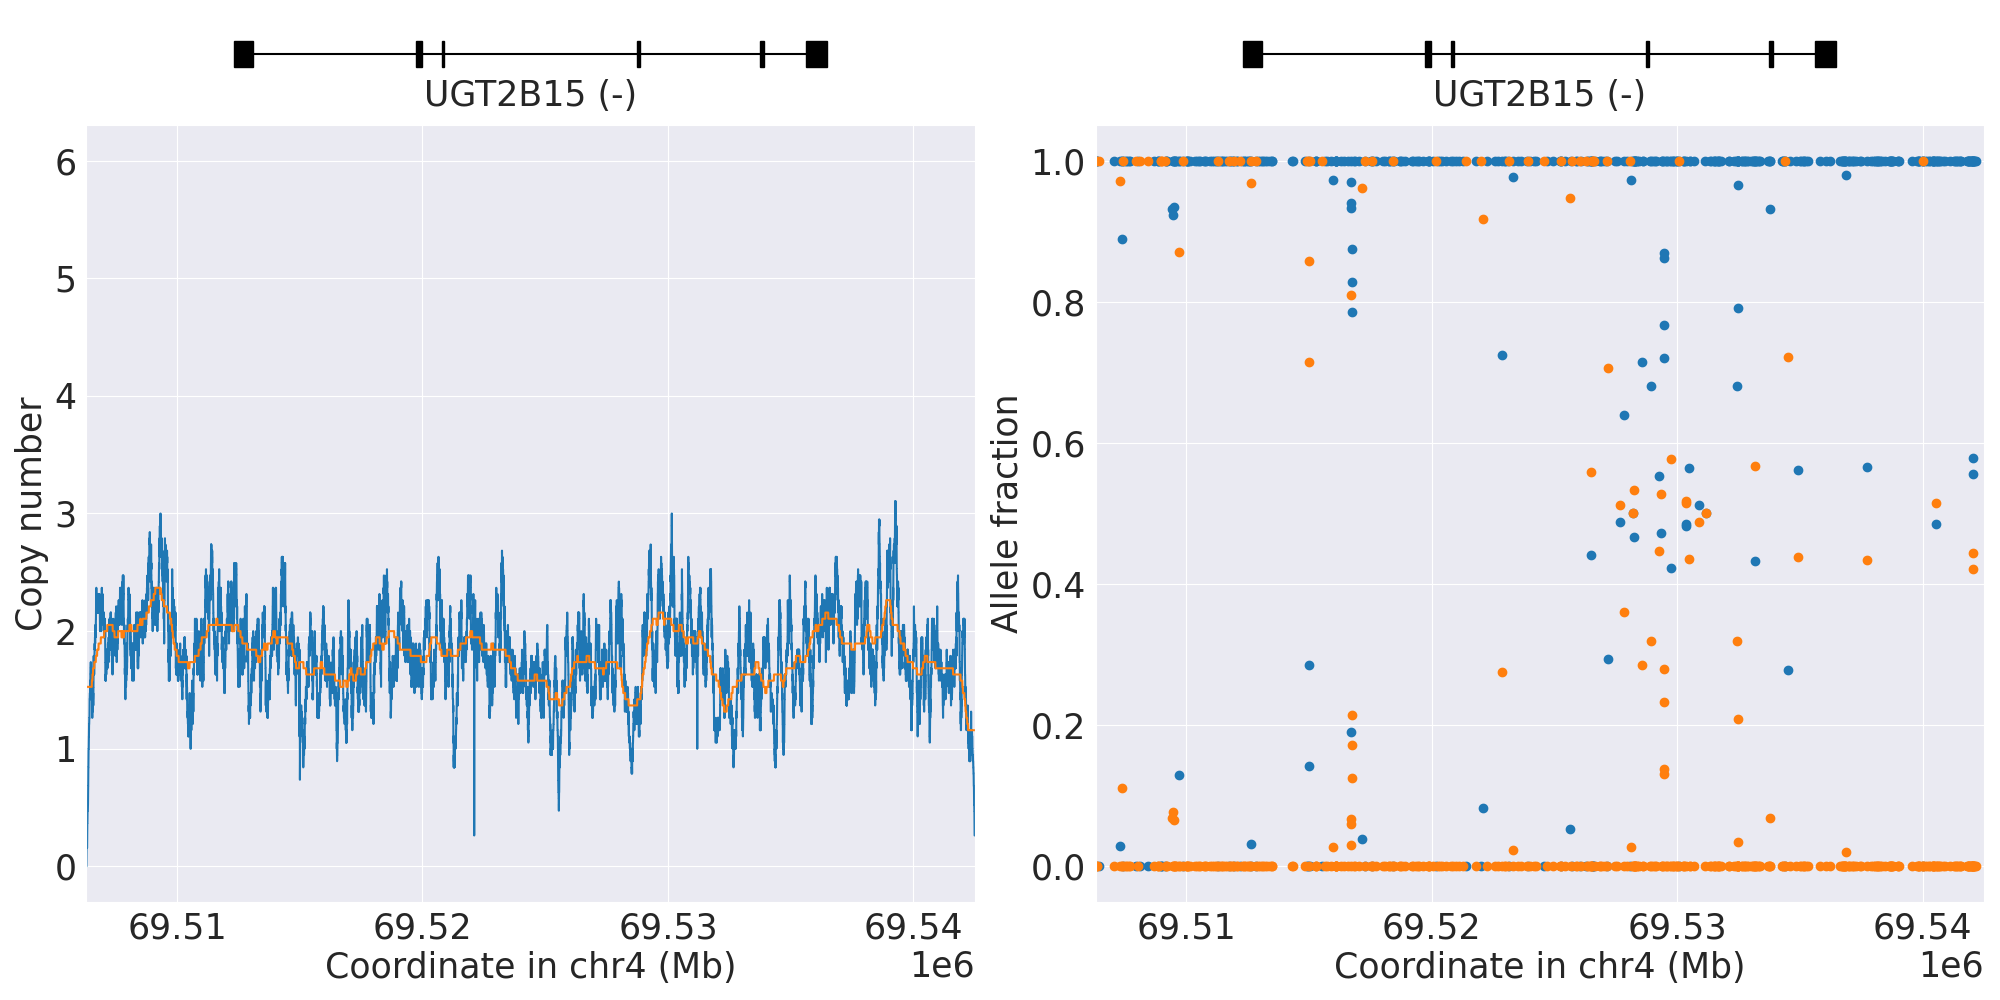 UGT2B15 (-)
6
5
4
3
2
1
0
Copy number
69.51 69.52 69.53 69.54
Coordinate in chr4 (Mb) 1e6
UGT2B15 (-)
1.0
0.8
0.6
0.4
0.2
0.0
Allele fraction
69.51 69.52 69.53 69.54
Coordinate in chr4 (Mb) 1e6